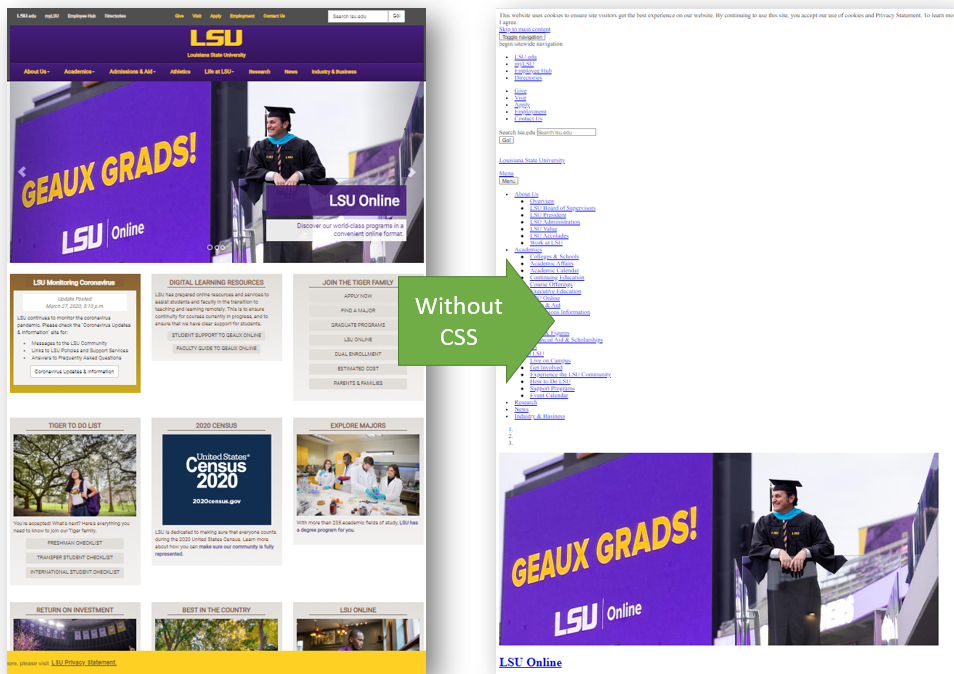 LSU.edu myLSU Employee Hub Directories Give Visit Apply Employment Contact Us Search lsu.edu Go!
LSU
Louisiana State University
About Us Academics Admissions & Aid Athletics Life at LSU Research News Industry & Business
GEAUX GRADS!
LSU | Online
LSU Online
Discover our world-class programs in a
convenient online format.
LSU Monitoring Coronavirus
Update Posted:
March 27, 2020; 5:10 p.m.
LSU continues to monitor the coronavirus
pandemic. Please check the "Coronavirus Updates
& Information" site for:
Messages to the LSU Community
Links to LSU Policies and Support Services
Answers to Frequently Asked Questions
Coronavirus Updates & Information
DIGITAL LEARNING RESOURCES
LSU has prepared online resources and services to
assist students and faculty in the transition to
teaching and learning remotely. This is to ensure
continuity for courses currently in progress, and to
ensure that we have clear support for students.
STUDENT SUPPORT TO GEAUX ONLINE
FACULTY GUIDE TO GEAUX ONLINE
JOIN THE TIGER FAMILY
APPLY NOW
FIND A MAJOR
GRADUATE PROGRAMS
LSU ONLINE
DUAL ENROLLMENT
ESTIMATED COST
PARENTS & FAMILIES
TIGER TO DO LIST
You're accepted! What's next? Here's everything you
need to know to join our Tiger family.
FRESHMAN CHECKLIST
TRANSFER STUDENT CHECKLIST
INTERNATIONAL STUDENT CHECKLIST
2020 CENSUS
United States®
Census
2020
2020census.gov
LSU is dedicated to making sure that everyone counts
during the 2020 United States Census. Learn more
about how you can make sure our community is fully
represented.
EXPLORE MAJORS
With more than 235 academic fields of study, LSU has
a degree program for you.
RETURN ON INVESTMENT
BEST IN THE COUNTRY
LSU ONLINE
more, please visit LSU Privacy Statement.
Without
CSS
This website uses cookies to ensure site visitors get the best experience on our website. By continuing to use this site, you accept our use of cookies and Privacy Statement. To learn mo
I agree.
Skip to main content
Toggle navigation
begin sitewide navigation
LSU.edu
myLSU
Employee Hub
Directories
Give
Visit
Apply
Employment
Contact Us
Search lsu.edu Search lsu.edu
Go!
Louisiana State University
Menu
Menu
About Us
Overview
LSU Board of Supervisors
LSU President
LSU Administration
LSU Value
LSU Accolades
Work at LSU
Academics
Colleges & Schools
Academic Affairs
Academic Calendar
Continuing Education
Course Offerings
Executive Education
LSU Online
& Aid
Information
& Figures
Financial Aid & Scholarships
LSU
Live on Campus
Get Involved
Experience the LSU Community
How to Do LSU
Support Programs
Event Calendar
Research
News
Industry & Business
1.
2.
3.
GEAUX GRADS!
LSU | Online
LSU Online